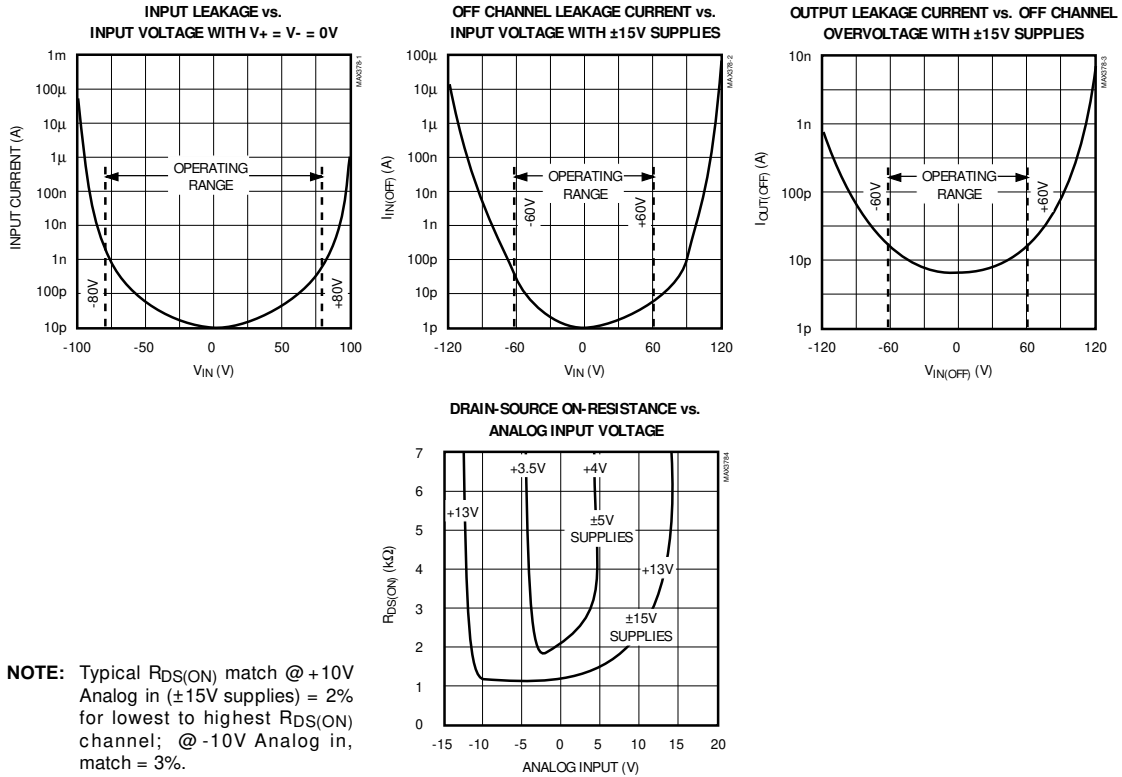 INPUT LEAKAGE vs.
INPUT VOLTAGE WITH V+ = V- = 0V
1m
100µ
10µ
1µ
100n
10n
1n
100p
10p
INPUT CURRENT (A)
MAX378-1
OPERATING
RANGE
-80V
+80V
-100
-50
0
50
100
VIN (V)
OFF CHANNEL LEAKAGE CURRENT vs.
INPUT VOLTAGE WITH ±15V SUPPLIES
100µ
10µ
1µ
100n
10n
1n
100p
10p
1p
IIN(OFF) (A)
MAX378-2
OPERATING
RANGE
-60V
+60V
-120
-60
0
60
120
VIN (V)
OUTPUT LEAKAGE CURRENT vs. OFF CHANNEL
OVERVOLTAGE WITH ±15V SUPPLIES
10n
1n
100p
10p
1p
IOUT(OFF) (A)
MAX378-3
OPERATING
RANGE
-60V
+60V
-120
-60
0
60
120
VIN(OFF) (V)
DRAIN-SOURCE ON-RESISTANCE vs.
ANALOG INPUT VOLTAGE
7
6
5
4
3
2
1
0
RDS(ON) (kΩ)
MAX3784
+3.5V
+4V
+13V
±5V
SUPPLIES
+13V
±15V
SUPPLIES
-15
-10
-5
0
5
10
15
20
ANALOG INPUT (V)
NOTE: Typical RDS(ON) match @ +10V
Analog in (±15V supplies) = 2%
for lowest to highest RDS(ON)
channel; @ -10V Analog in,
match = 3%.